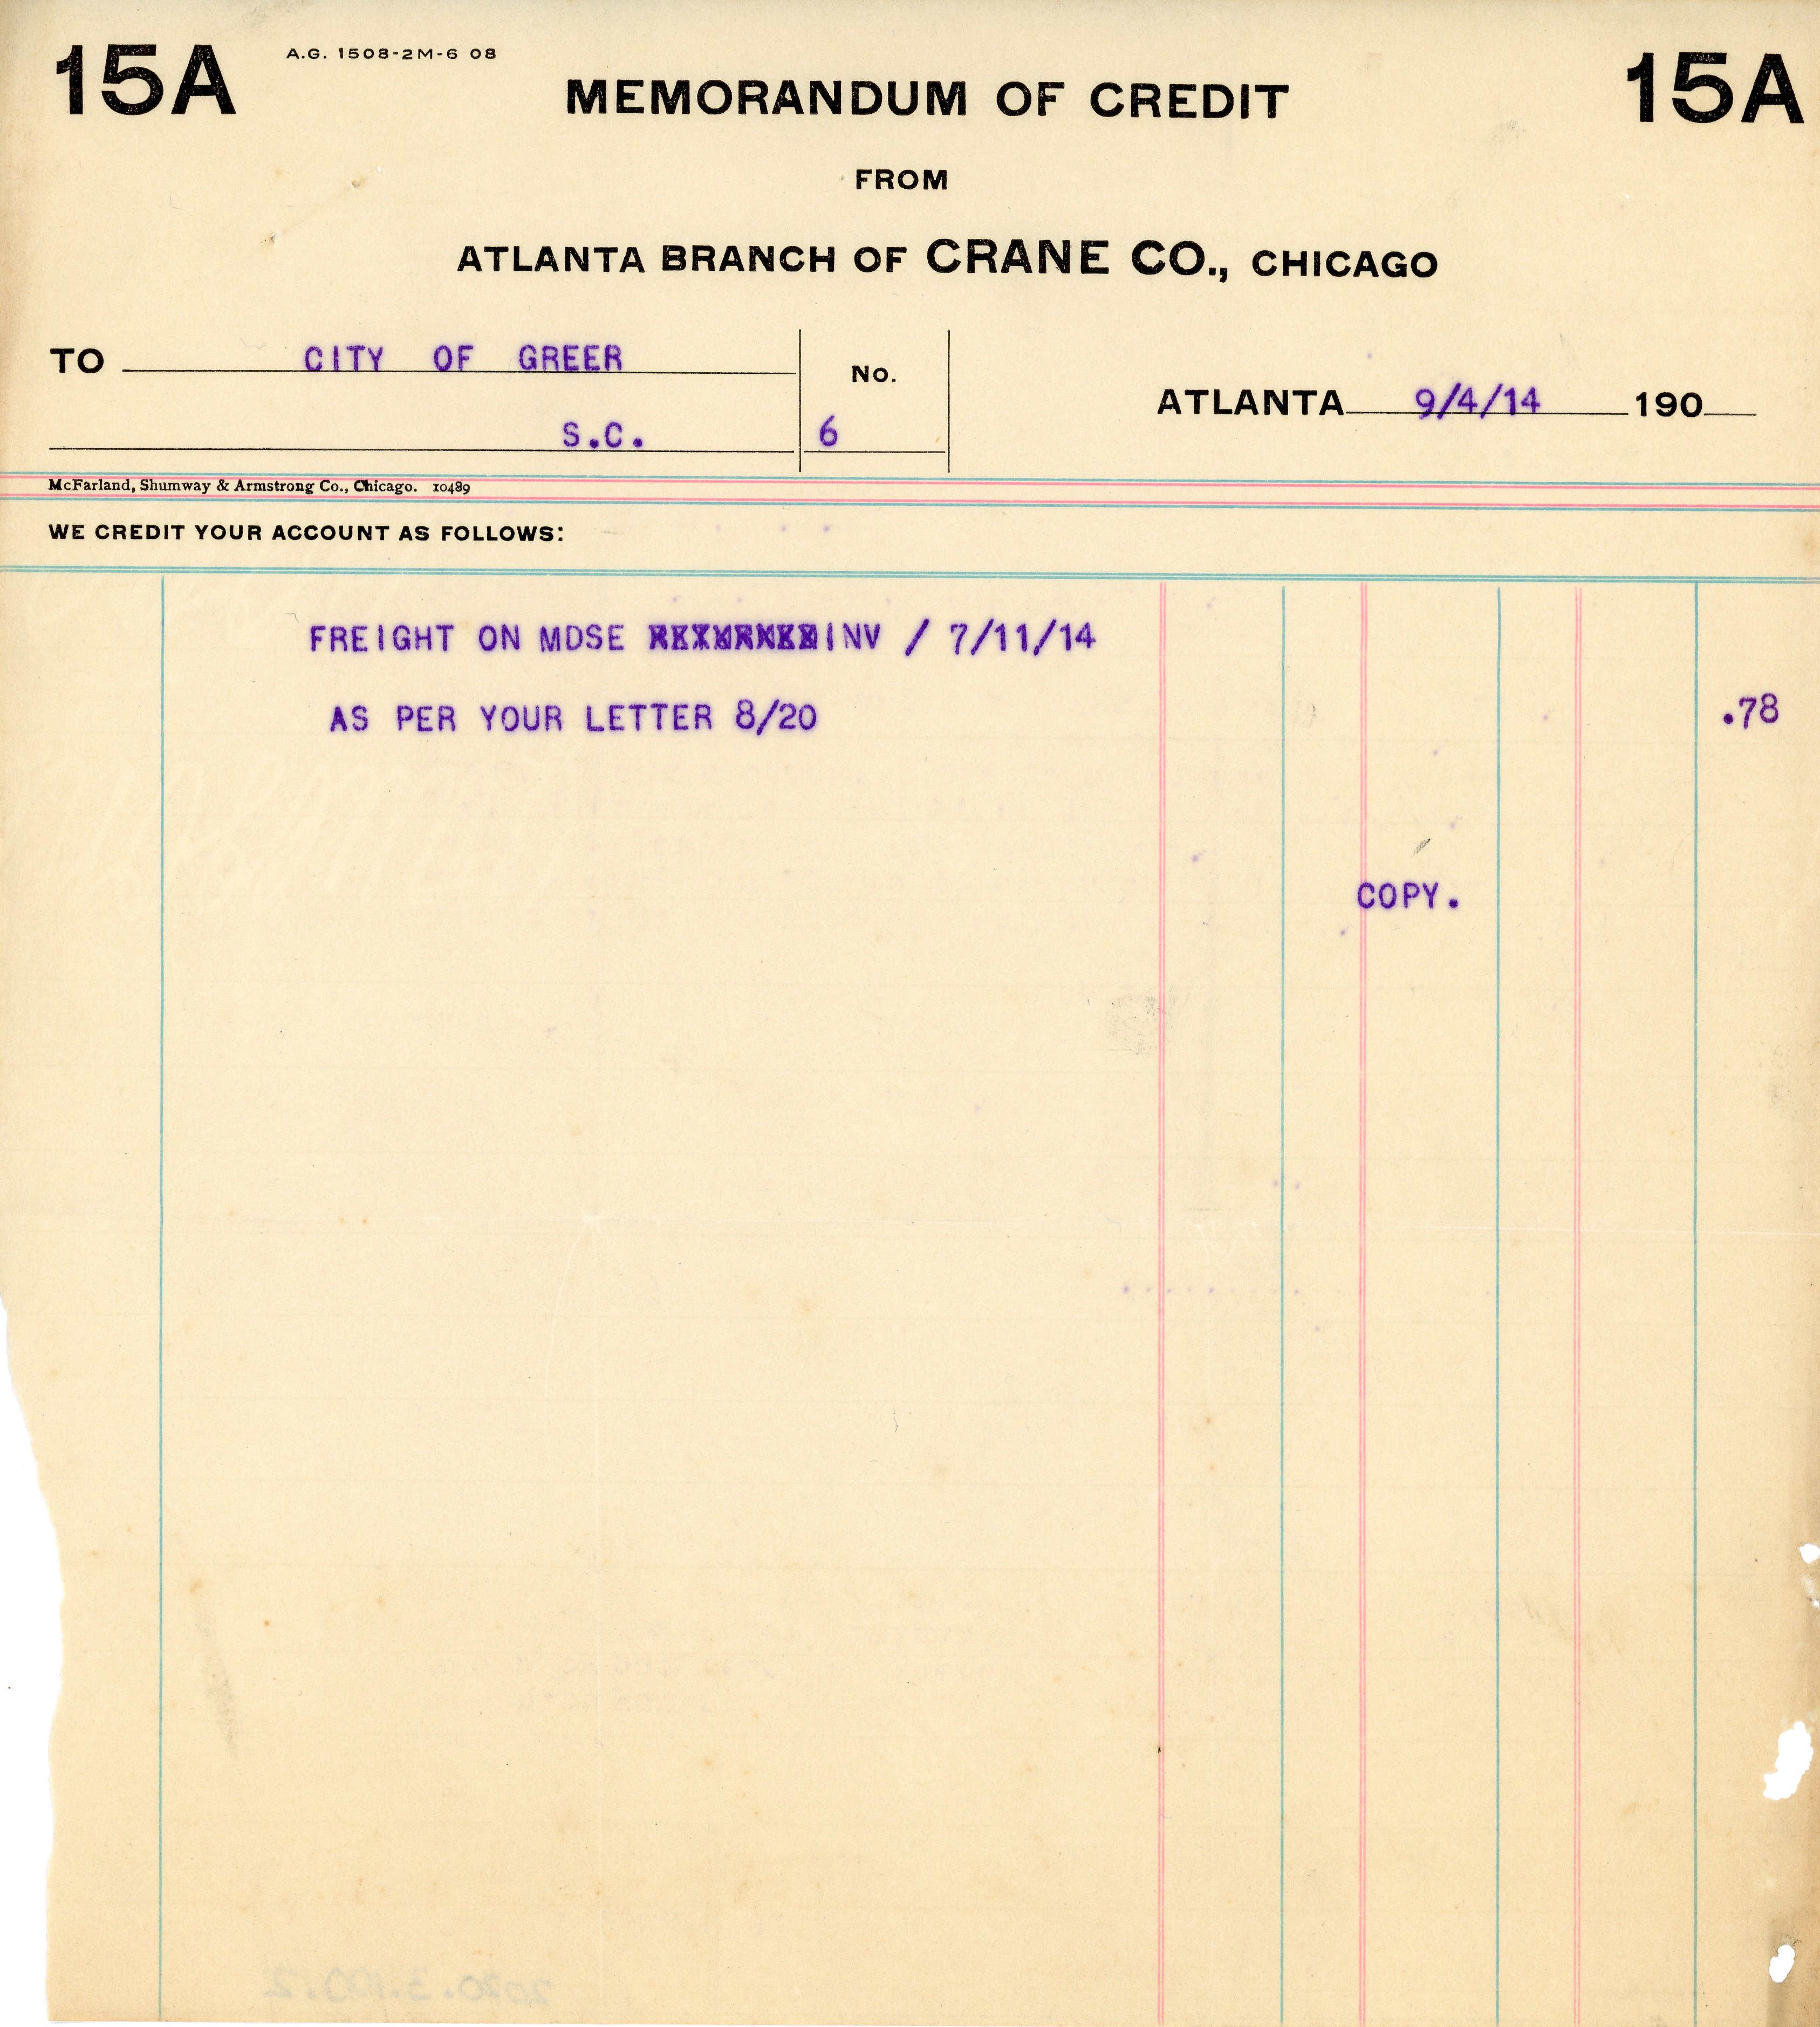 15A A.G. 1508-2M-6 08 15A
MEMORANDUM OF CREDIT
FROM
ATLANTA BRANCH OF CRANE CO., CHICAGO
TO CITY OF GREER
No.
ATLANTA 9/4/14 190
S.C. 6
McFarland, Shumway & Armstrong Co., Chicago. 10489
WE CREDIT YOUR ACCOUNT AS FOLLOWS:
FREIGHT ON MDSE INV / 7/11/14
AS PER YOUR LETTER 8/20 .78
COPY.